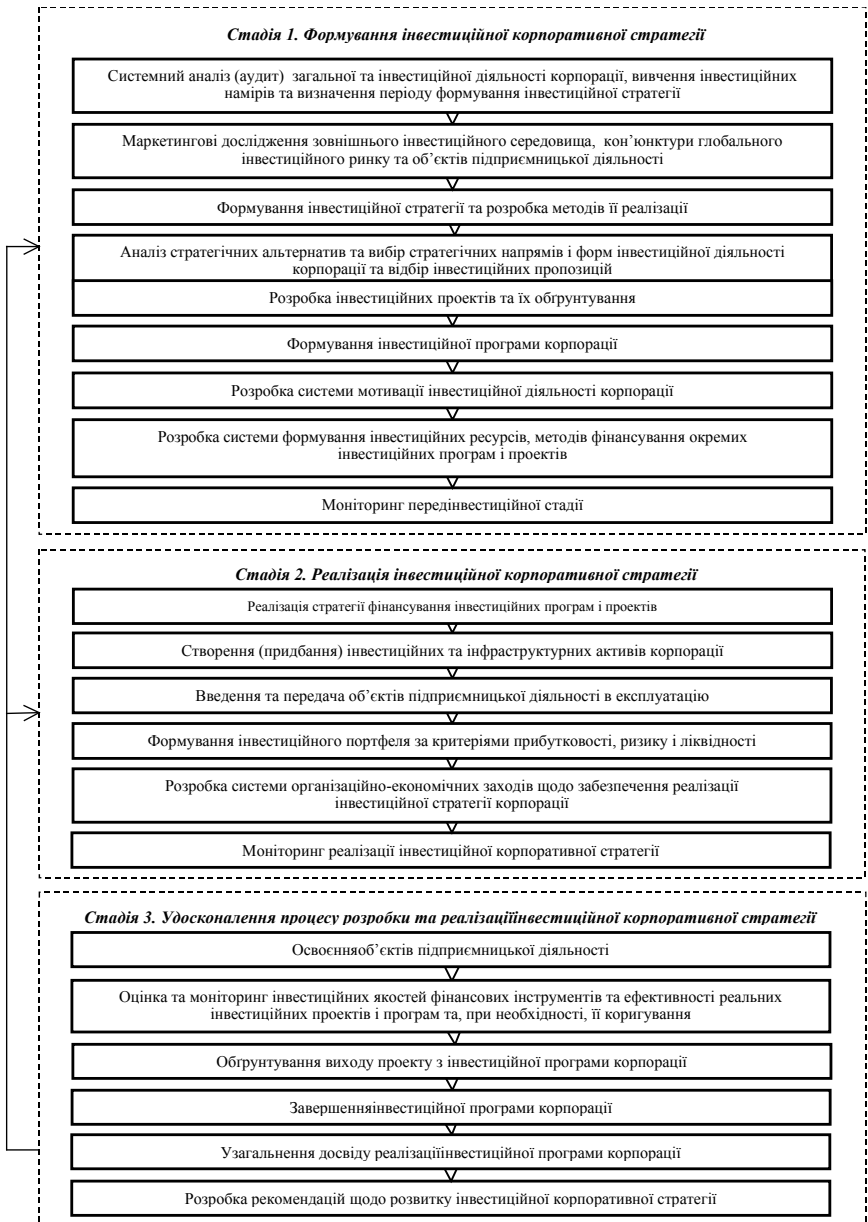 Стадія 1. Формування інвестиційної корпоративної стратегії
Системний аналіз (аудит) загальної та інвестиційної діяльності корпорації, вивчення інвестиційних
намірів та визначення періоду формування інвестиційної стратегії
Маркетингові дослідження зовнішнього інвестиційного середовища, кон’юнктури глобального
інвестиційного ринку та об’єктів підприємницької діяльності
Формування інвестиційної стратегії та розробка методів її реалізації
Аналіз стратегічних альтернатив та вибір стратегічних напрямів і форм інвестиційної діяльності
корпорації та відбір інвестиційних пропозицій
Розробка інвестиційних проектів та їх обґрунтування
Формування інвестиційної програми корпорації
Розробка системи мотивації інвестиційної діяльності корпорації
Розробка системи формування інвестиційних ресурсів, методів фінансування окремих
інвестиційних програм і проектів
Моніторинг передінвестиційної стадії
Стадія 2. Реалізація інвестиційної корпоративної стратегії
Реалізація стратегії фінансування інвестиційних програм і проектів
Створення (придбання) інвестиційних та інфраструктурних активів корпорації
Введення та передача об’єктів підприємницької діяльності в експлуатацію
Формування інвестиційного портфеля за критеріями прибутковості, ризику і ліквідності
Розробка системи організаційно-економічних заходів щодо забезпечення реалізації
інвестиційної стратегії корпорації
Моніторинг реалізації інвестиційної корпоративної стратегії
Стадія 3. Удосконалення процесу розробки та реалізаціїінвестиційної корпоративної стратегії
Освоєнняоб’єктів підприємницької діяльності
Оцінка та моніторинг інвестиційних якостей фінансових інструментів та ефективності реальних
інвестиційних проектів і програм та, при необхідності, її коригування
Обґрунтування виходу проекту з інвестиційної програми корпорації
Завершенняінвестиційної програми корпорації
Узагальнення досвіду реалізаціїінвестиційної програми корпорації
Розробка рекомендацій щодо розвитку інвестиційної корпоративної стратегії